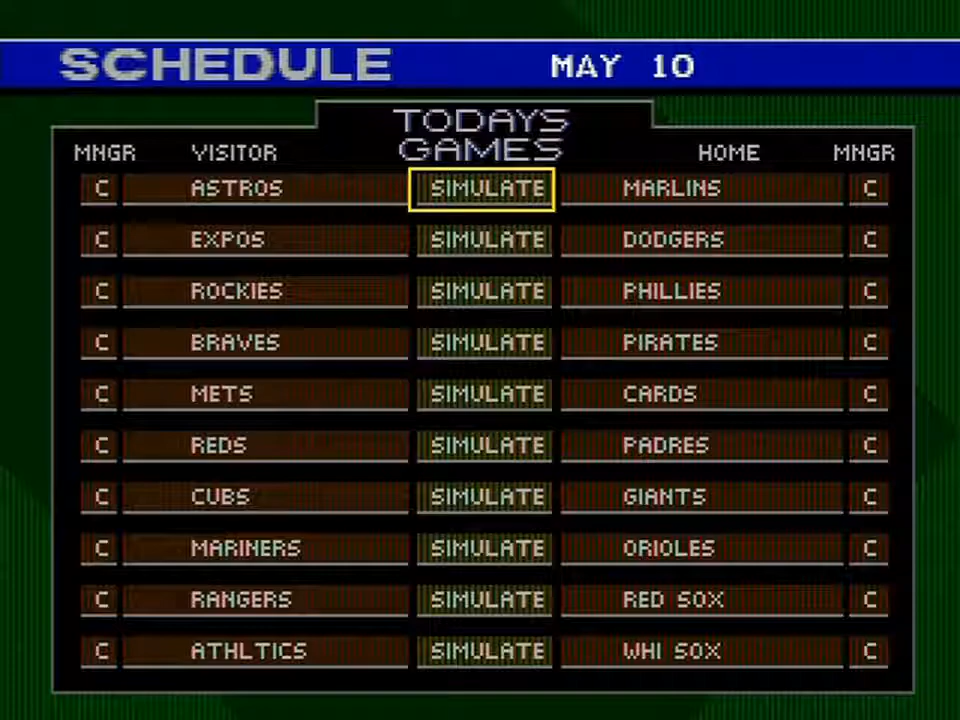 SCHEDULE MAY 10
TODAYS
GAMES
MNGR VISITOR HOME MNGR
C ASTROS SIMULATE MARLINS C
C EXPOS SIMULATE DODGERS C
C ROCKIES SIMULATE PHILLIES C
C BRAVES SIMULATE PIRATES C
C METS SIMULATE CARDS C
C REDS SIMULATE PADRES C
C CUBS SIMULATE GIANTS C
C MARINERS SIMULATE ORIOLES C
C RANGERS SIMULATE RED SOX C
C ATHLTICS SIMULATE WHI SOX C